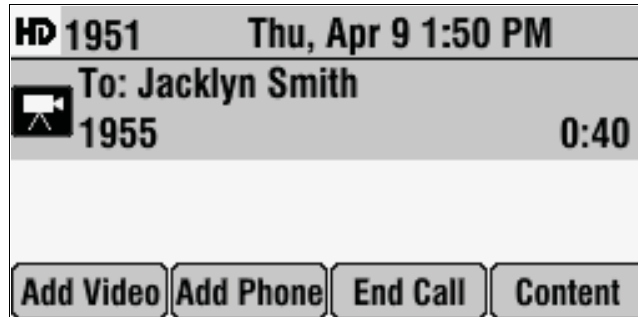 HD 1951 Thu, Apr 9 1:50 PM
To: Jacklyn Smith
1955 0:40
Add Video Add Phone End Call Content